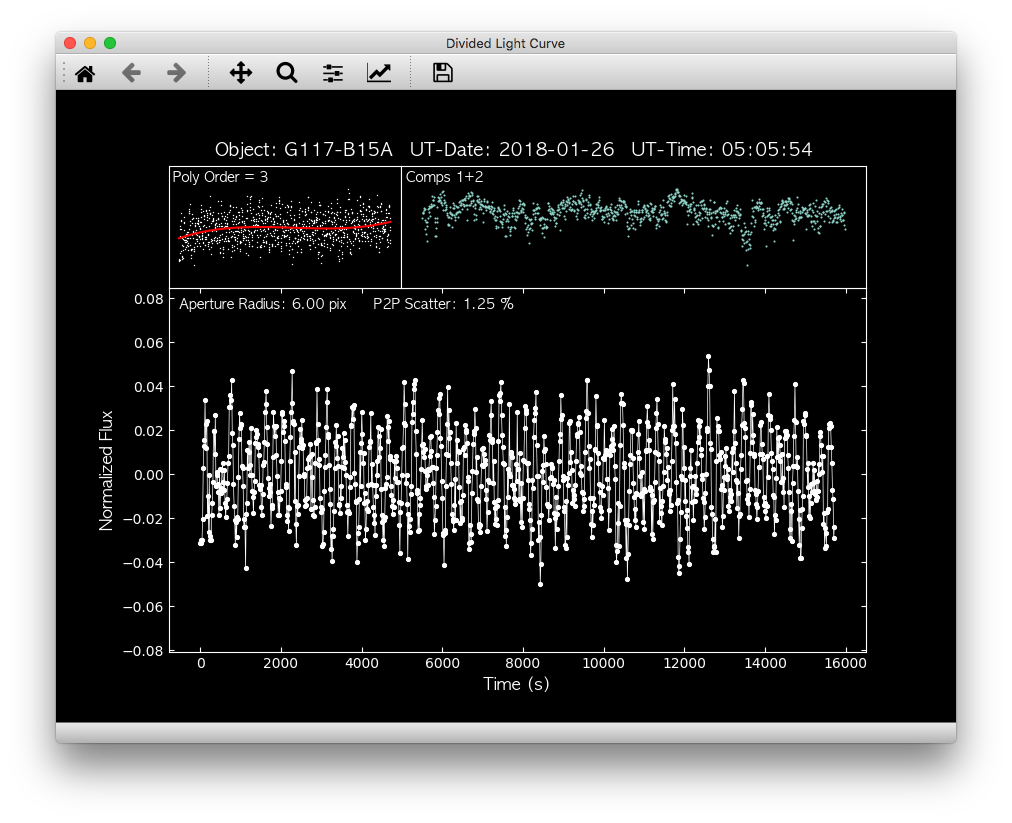 Divided Light Curve
Object: G117-B15A UT-Date: 2018-01-26 UT-Time: 05:05:54
Poly Order = 3
Comps 1+2
Aperture Radius: 6.00 pix P2P Scatter: 1.25 %
0.08
0.06
0.04
0.02
0.00
−0.02
−0.04
−0.06
−0.08
Normalized Flux
0 2000 4000 6000 8000 10000 12000 14000 16000
Time (s)